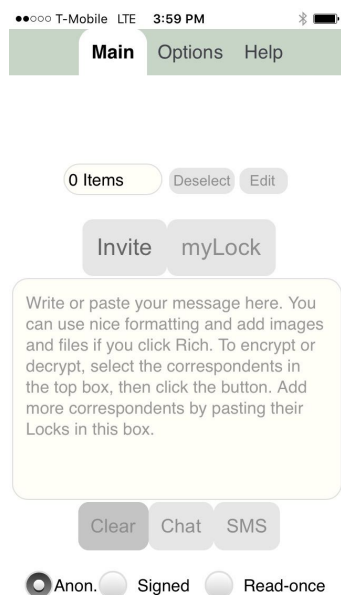 T-Mobile LTE 3:59 PM
Main Options Help
0 Items Deselect Edit
Invite myLock
Write or paste your message here. You
can use nice formatting and add images
and files if you click Rich. To encrypt or
decrypt, select the correspondents in
the top box, then click the button. Add
more correspondents by pasting their
Locks in this box.
Clear Chat SMS
Anon. Signed Read-once